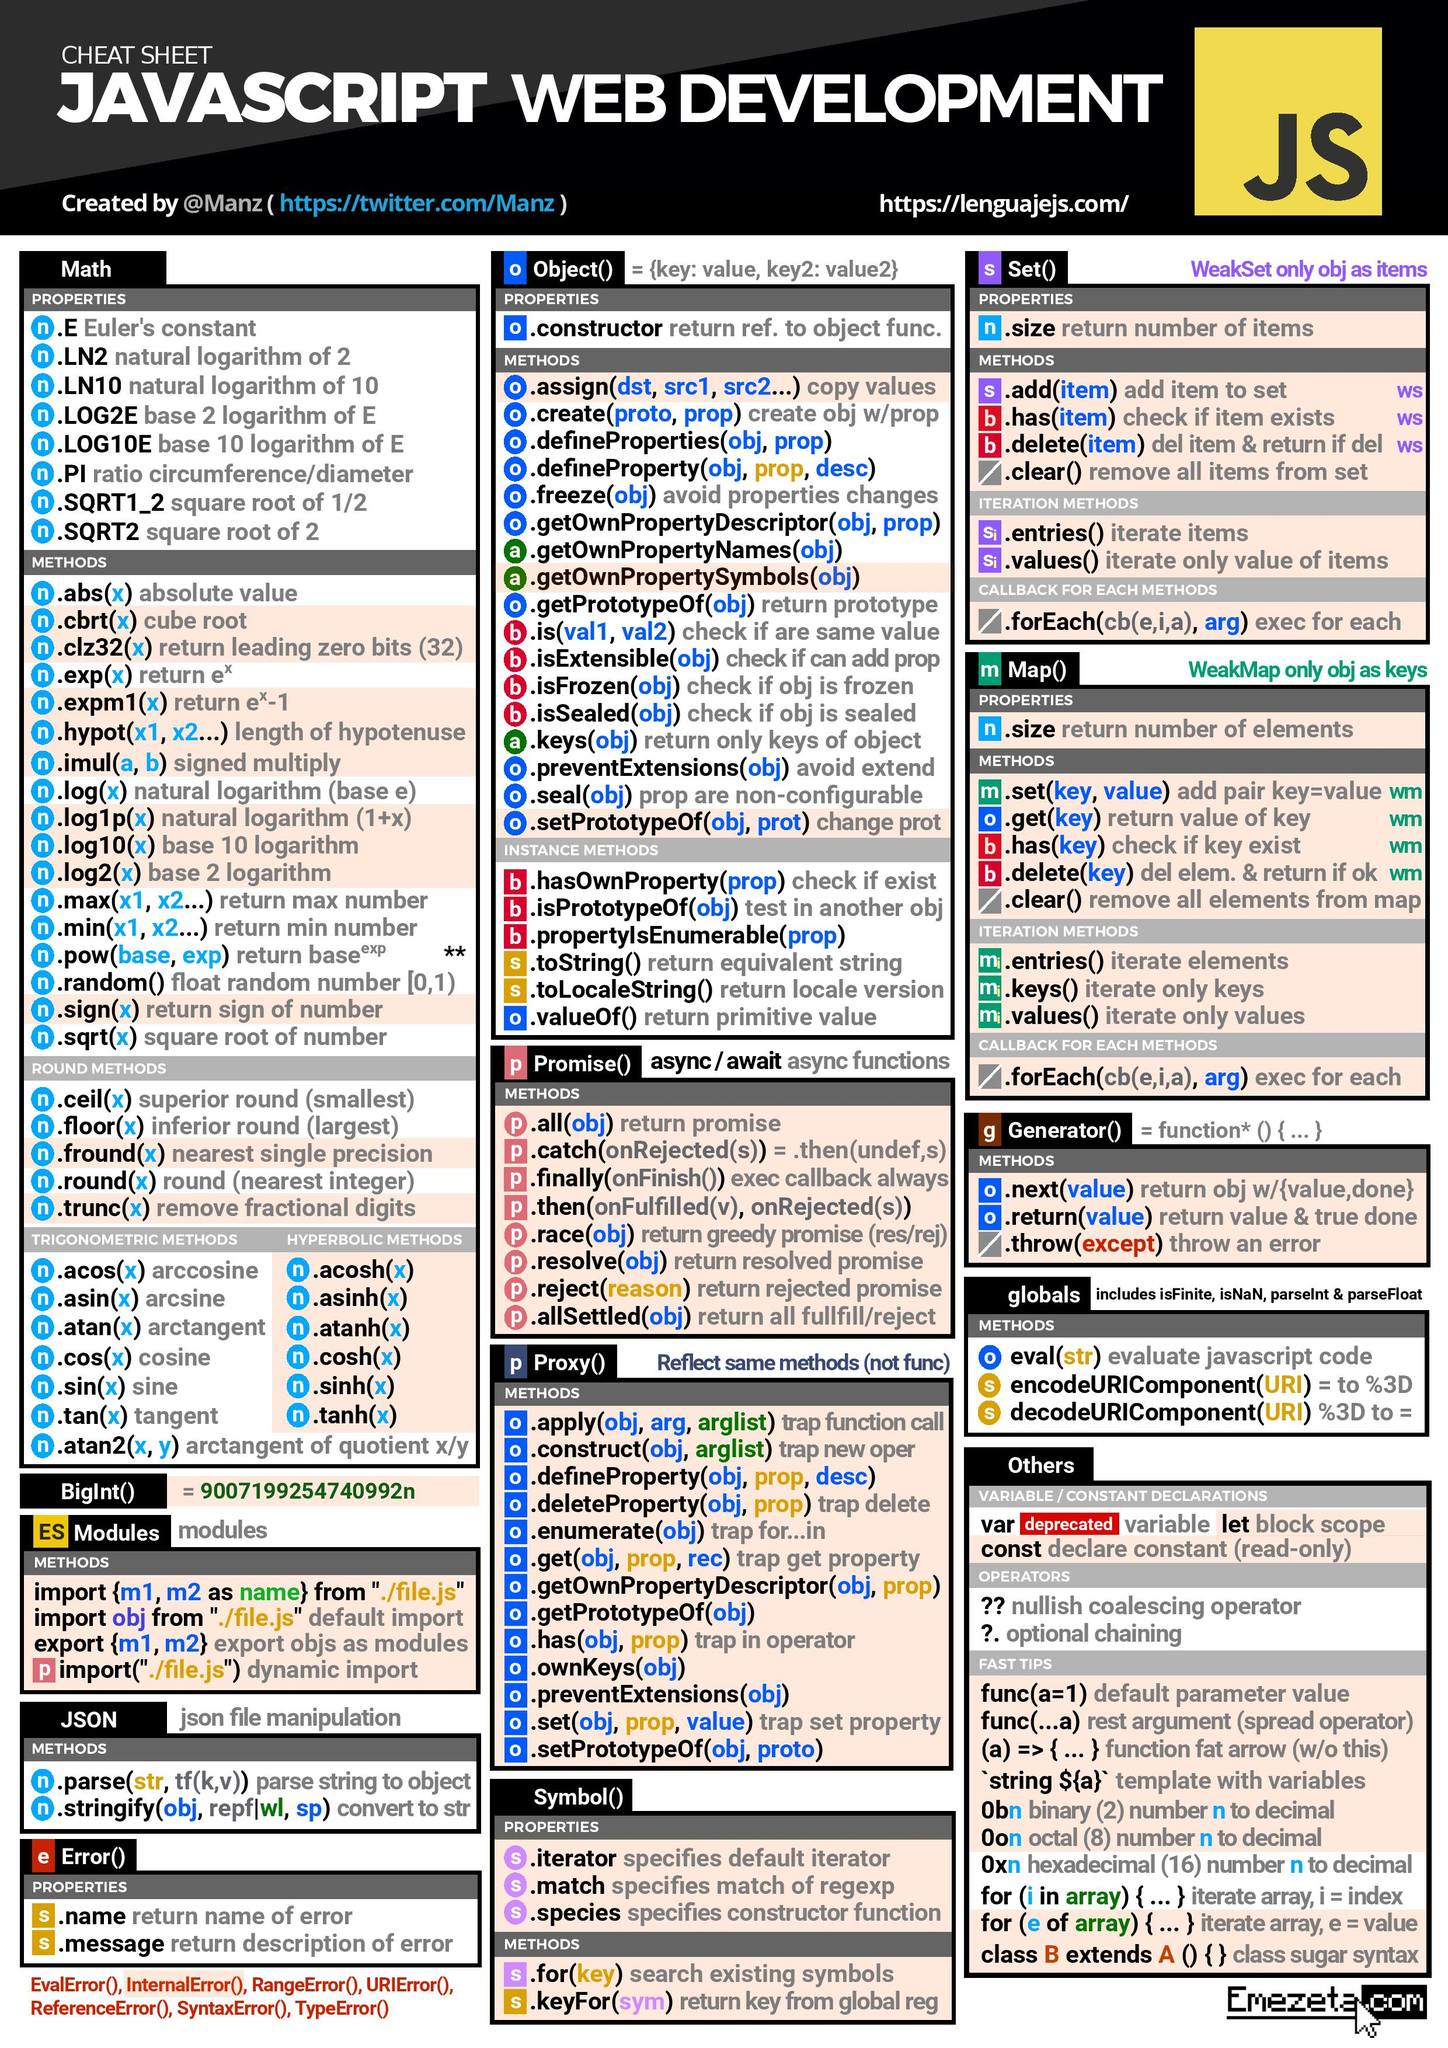 CHEAT SHEET
JAVASCRIPT WEB DEVELOPMENT
JS
Created by @Manz ( https://twitter.com/Manz )
https://lenguajejs.com/
Math
PROPERTIES
n .E Euler's constant
n .LN2 natural logarithm of 2
n .LN10 natural logarithm of 10
n .LOG2E base 2 logarithm of E
n .LOG10E base 10 logarithm of E
n .PI ratio circumference/diameter
n .SQRT1_2 square root of 1/2
n .SQRT2 square root of 2
METHODS
n .abs(x) absolute value
n .cbrt(x) cube root
n .clz32(x) return leading zero bits (32)
n .exp(x) return eˣ
n .expm1(x) return eˣ-1
n .hypot(x1, x2...) length of hypotenuse
n .imul(a, b) signed multiply
n .log(x) natural logarithm (base e)
n .log1p(x) natural logarithm (1+x)
n .log10(x) base 10 logarithm
n .log2(x) base 2 logarithm
n .max(x1, x2...) return max number
n .min(x1, x2...) return min number
n .pow(base, exp) return base^exp **
n .random() float random number [0,1)
n .sign(x) return sign of number
n .sqrt(x) square root of number
ROUND METHODS
n .ceil(x) superior round (smallest)
n .floor(x) inferior round (largest)
n .fround(x) nearest single precision
n .round(x) round (nearest integer)
n .trunc(x) remove fractional digits
TRIGONOMETRIC METHODS HYPERBOLIC METHODS
n .acos(x) arccosine n .acosh(x)
n .asin(x) arcsine n .asinh(x)
n .atan(x) arctangent n .atanh(x)
n .cos(x) cosine n .cosh(x)
n .sin(x) sine n .sinh(x)
n .tan(x) tangent n .tanh(x)
n .atan2(x, y) arctangent of quotient x/y
BigInt() = 9007199254740992n
ES Modules modules
METHODS
import {m1, m2 as name} from "./file.js"
import obj from "./file.js" default import
export {m1, m2} export objs as modules
p import("./file.js") dynamic import
JSON json file manipulation
METHODS
n .parse(str, tf(k,v)) parse string to object
n .stringify(obj, repf|wl, sp) convert to str
e Error()
PROPERTIES
s .name return name of error
s .message return description of error
EvalError(), InternalError(), RangeError(), URIError(),
ReferenceError(), SyntaxError(), TypeError()
o Object() = {key: value, key2: value2}
PROPERTIES
o .constructor return ref. to object func.
METHODS
o .assign(dst, src1, src2...) copy values
o .create(proto, prop) create obj w/prop
o .defineProperties(obj, prop)
o .defineProperty(obj, prop, desc)
o .freeze(obj) avoid properties changes
o .getOwnPropertyDescriptor(obj, prop)
a .getOwnPropertyNames(obj)
a .getOwnPropertySymbols(obj)
o .getPrototypeOf(obj) return prototype
b .is(val1, val2) check if are same value
b .isExtensible(obj) check if can add prop
b .isFrozen(obj) check if obj is frozen
b .isSealed(obj) check if obj is sealed
a .keys(obj) return only keys of object
o .preventExtensions(obj) avoid extend
o .seal(obj) prop are non-configurable
o .setPrototypeOf(obj, prot) change prot
INSTANCE METHODS
b .hasOwnProperty(prop) check if exist
b .isPrototypeOf(obj) test in another obj
b .propertyIsEnumerable(prop)
s .toString() return equivalent string
s .toLocaleString() return locale version
o .valueOf() return primitive value
p Promise() async / await async functions
METHODS
p .all(obj) return promise
p .catch(onRejected(s)) = .then(undef,s)
p .finally(onFinish()) exec callback always
p .then(onFulfilled(v), onRejected(s))
p .race(obj) return greedy promise (res/rej)
p .resolve(obj) return resolved promise
p .reject(reason) return rejected promise
p .allSettled(obj) return all fullfill/reject
p Proxy() Reflect same methods (not func)
METHODS
o .apply(obj, arg, arglist) trap function call
o .construct(obj, arglist) trap new oper
o .defineProperty(obj, prop, desc)
o .deleteProperty(obj, prop) trap delete
o .enumerate(obj) trap for...in
o .get(obj, prop, rec) trap get property
o .getOwnPropertyDescriptor(obj, prop)
o .getPrototypeOf(obj)
o .has(obj, prop) trap in operator
o .ownKeys(obj)
o .preventExtensions(obj)
o .set(obj, prop, value) trap set property
o .setPrototypeOf(obj, proto)
Symbol()
PROPERTIES
s .iterator specifies default iterator
s .match specifies match of regexp
s .species specifies constructor function
METHODS
s .for(key) search existing symbols
s .keyFor(sym) return key from global reg
s Set() WeakSet only obj as items
PROPERTIES
n .size return number of items
METHODS
s .add(item) add item to set ws
b .has(item) check if item exists ws
b .delete(item) del item & return if del ws
.clear() remove all items from set
ITERATION METHODS
si .entries() iterate items
si .values() iterate only value of items
CALLBACK FOR EACH METHODS
.forEach(cb(e,i,a), arg) exec for each
m Map() WeakMap only obj as keys
PROPERTIES
n .size return number of elements
METHODS
m .set(key, value) add pair key=value wm
o .get(key) return value of key wm
b .has(key) check if key exist wm
b .delete(key) del elem. & return if ok wm
.clear() remove all elements from map
ITERATION METHODS
mi .entries() iterate elements
mi .keys() iterate only keys
mi .values() iterate only values
CALLBACK FOR EACH METHODS
.forEach(cb(e,i,a), arg) exec for each
g Generator() = function* () { ... }
METHODS
o .next(value) return obj w/{value,done}
o .return(value) return value & true done
.throw(except) throw an error
globals includes isFinite, isNaN, parseInt & parseFloat
METHODS
o eval(str) evaluate javascript code
s encodeURIComponent(URI) = to %3D
s decodeURIComponent(URI) %3D to =
Others
VARIABLE / CONSTANT DECLARATIONS
var deprecated variable let block scope
const declare constant (read-only)
OPERATORS
?? nullish coalescing operator
?. optional chaining
FAST TIPS
func(a=1) default parameter value
func(...a) rest argument (spread operator)
(a) => { ... } function fat arrow (w/o this)
`string ${a}` template with variables
0bn binary (2) number n to decimal
0on octal (8) number n to decimal
0xn hexadecimal (16) number n to decimal
for (i in array) { ... } iterate array, i = index
for (e of array) { ... } iterate array, e = value
class B extends A () { } class sugar syntax
Emezeta.com